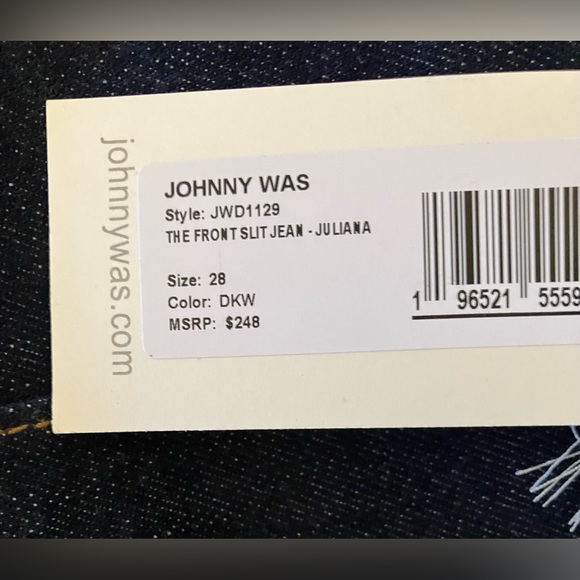 johnnywas.com
JOHNNY WAS
Style: JWD1129
THE FRONT SLIT JEAN - JULIANA
Size: 28
Color: DKW
MSRP: $248
1 96521 5559